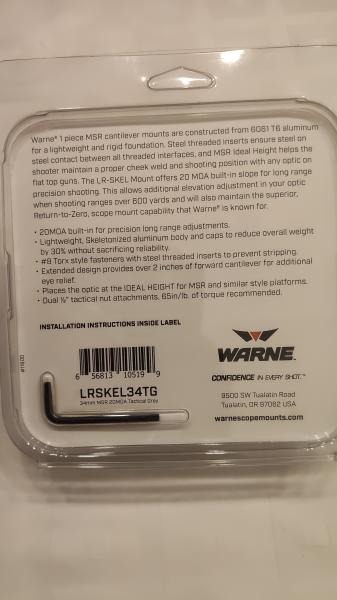 Warne® 1 piece MSR cantilever mounts are constructed from 6061 T6 aluminum
for a lightweight and rigid foundation. Steel threaded inserts ensure steel on
steel contact between all threaded interfaces, and MSR Ideal Height helps the
shooter maintain a proper cheek weld and shooting position with any optic on
flat top guns. The LR-SKEL Mount offers 20 MOA built-in slope for long range
precision shooting. This allows additional elevation adjustment in your optic
when shooting ranges over 600 yards and will also maintain the superior,
Return-to-Zero, scope mount capability that Warne® is known for.
• 20MOA built-in for precision long range adjustments.
• Lightweight, Skeletonized aluminum body and caps to reduce overall weight
by 30% without sacrificing reliability.
• #8 Torx style fasteners with steel threaded inserts to prevent stripping.
• Extended design provides over 2 inches of forward cantilever for additional
eye relief.
• Places the optic at the IDEAL HEIGHT for MSR and similar style platforms.
• Dual ½" tactical nut attachments. 65in/lb. of torque recommended.
INSTALLATION INSTRUCTIONS INSIDE LABEL
6 56813 10519 9
LRSKEL34TG
34mm MSR 20MOA Tactical Grey
WARNE
CONFIDENCE IN EVERY SHOT.™
9500 SW Tualatin Road
Tualatin, OR 97062 USA
warnescopemounts.com